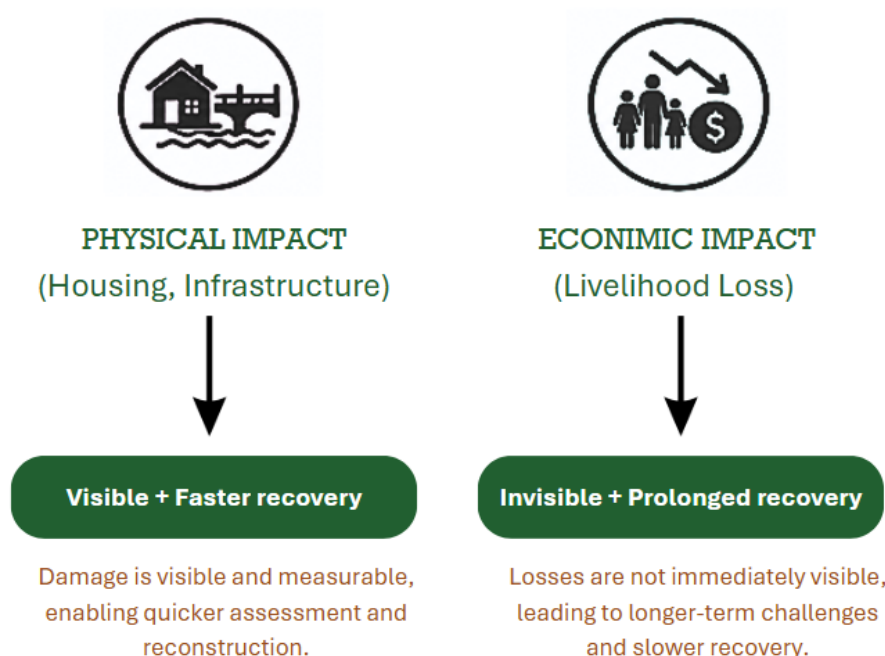 $
PHYSICAL IMPACT
(Housing, Infrastructure)
Visible + Faster recovery
Damage is visible and measurable,
enabling quicker assessment and
reconstruction.
ECONIMIC IMPACT
(Livelihood Loss)
Invisible + Prolonged recovery
Losses are not immediately visible,
leading to longer-term challenges
and slower recovery.